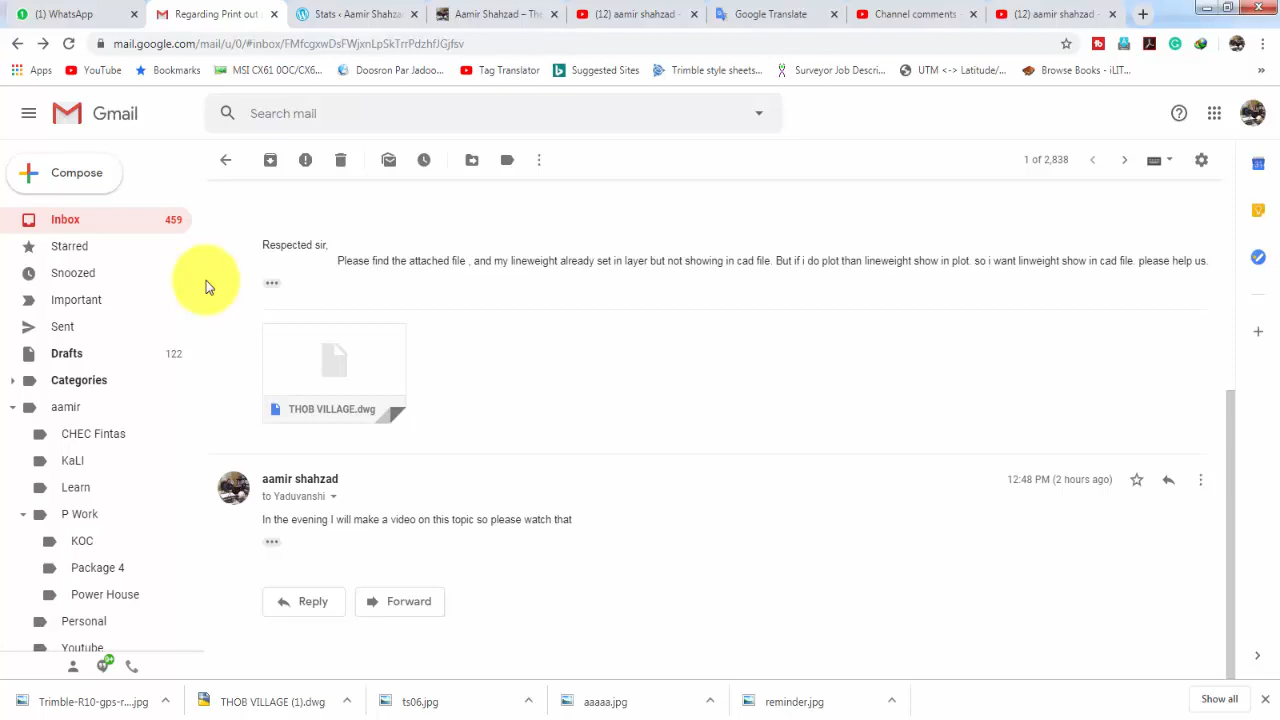 (1) WhatsApp
Regarding Print out
Stats ‹ Aamir Shahza
Aamir Shahzad – The
(12) aamir shahzad -
Google Translate
Channel comments -
(12) aamir shahzad -
mail.google.com/mail/u/0/#inbox/FMfcgxwDsFWjxnLpSkTrrPdzhfJGjfsv
Apps
YouTube
Bookmarks
MSI CX61 0OC/CX6...
Doosron Par Jadoo...
Tag Translator
Suggested Sites
Trimble style sheets...
Surveyor Job Descri...
UTM <-> Latitude/...
Browse Books - iLIT...
»
Gmail
Search mail
Compose
1 of 2,838
Inbox 459
Starred
Snoozed
Important
Sent
Drafts 122
Categories
aamir
CHEC Fintas
KaLI
Learn
P Work
KOC
Package 4
Power House
Personal
Youtube
Respected sir,
Please find the attached file , and my lineweight already set in layer but not showing in cad file. But if i do plot than lineweight show in plot. so i want linweight show in cad file. please help us.
THOB VILLAGE.dwg
aamir shahzad
12:48 PM (2 hours ago)
to Yaduvanshi
In the evening I will make a video on this topic so please watch that
Reply
Forward
Trimble-R10-gps-r....jpg
THOB VILLAGE (1).dwg
ts06.jpg
aaaaa.jpg
reminder.jpg
Show all